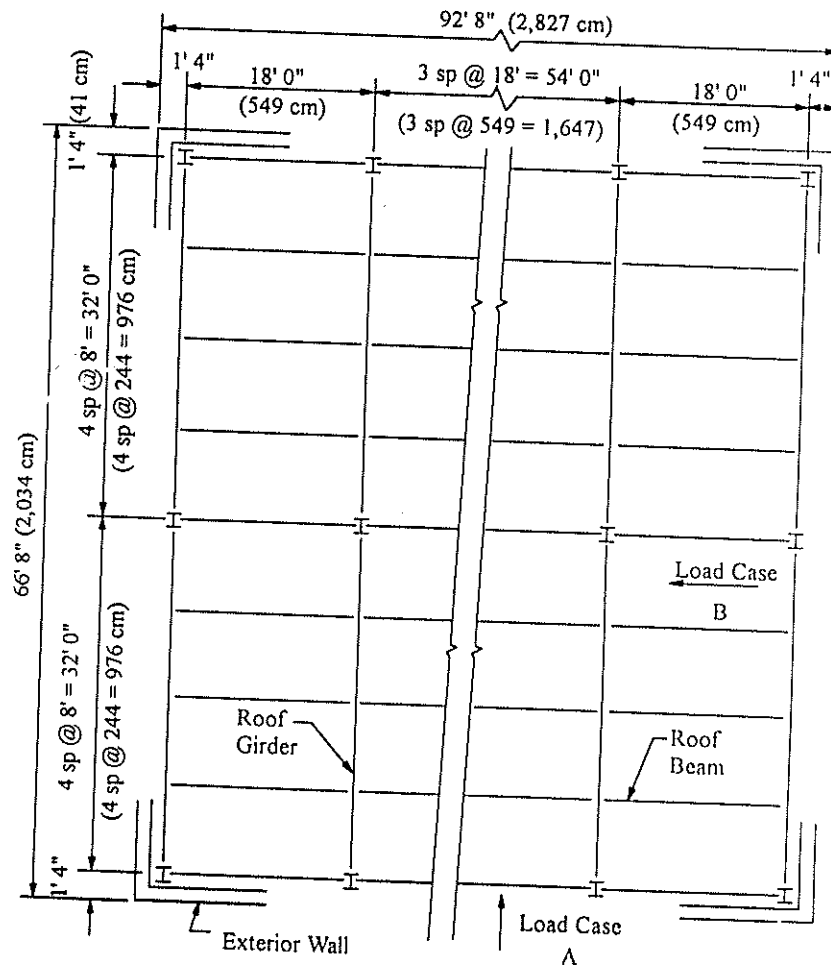 92' 8" (2,827 cm)
1' 4"
18' 0"
(549 cm)
3 sp @ 18' = 54' 0"
(3 sp @ 549 = 1,647)
18' 0"
(549 cm)
1' 4"
1' 4" (41 cm)
4 sp @ 8' = 32' 0"
(4 sp @ 244 = 976 cm)
66' 8" (2,034 cm)
Load Case
B
4 sp @ 8' = 32' 0"
(4 sp @ 244 = 976 cm)
Roof
Girder
Roof
Beam
1' 4"
Exterior Wall
Load Case
A